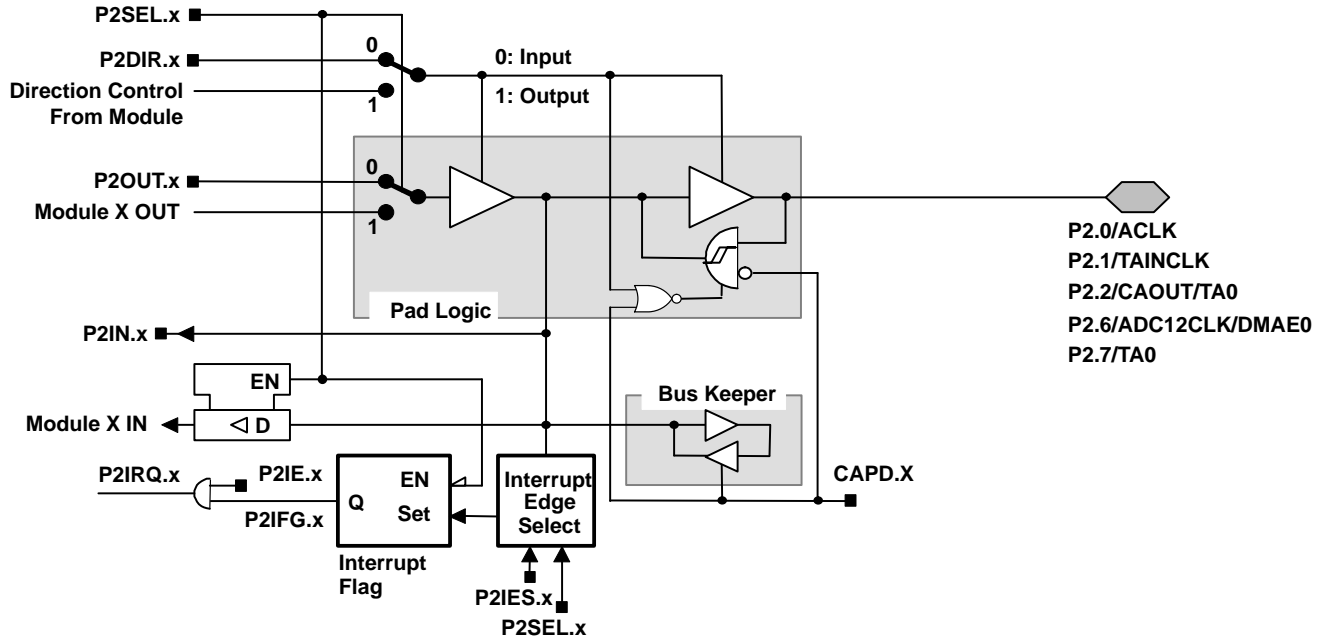 P2SEL.x
P2DIR.x
0
0: Input
Direction Control
From Module
1
1: Output
P2OUT.x
0
Module X OUT
1
P2.0/ACLK
P2.1/TAINCLK
P2.2/CAOUT/TA0
P2.6/ADC12CLK/DMAE0
P2.7/TA0
Pad Logic
P2IN.x
EN
Bus Keeper
Module X IN
D
P2IRQ.x
P2IE.x
P2IFG.x
Q
EN
Set
Interrupt
Edge
Select
CAPD.X
Interrupt
Flag
P2IES.x
P2SEL.x